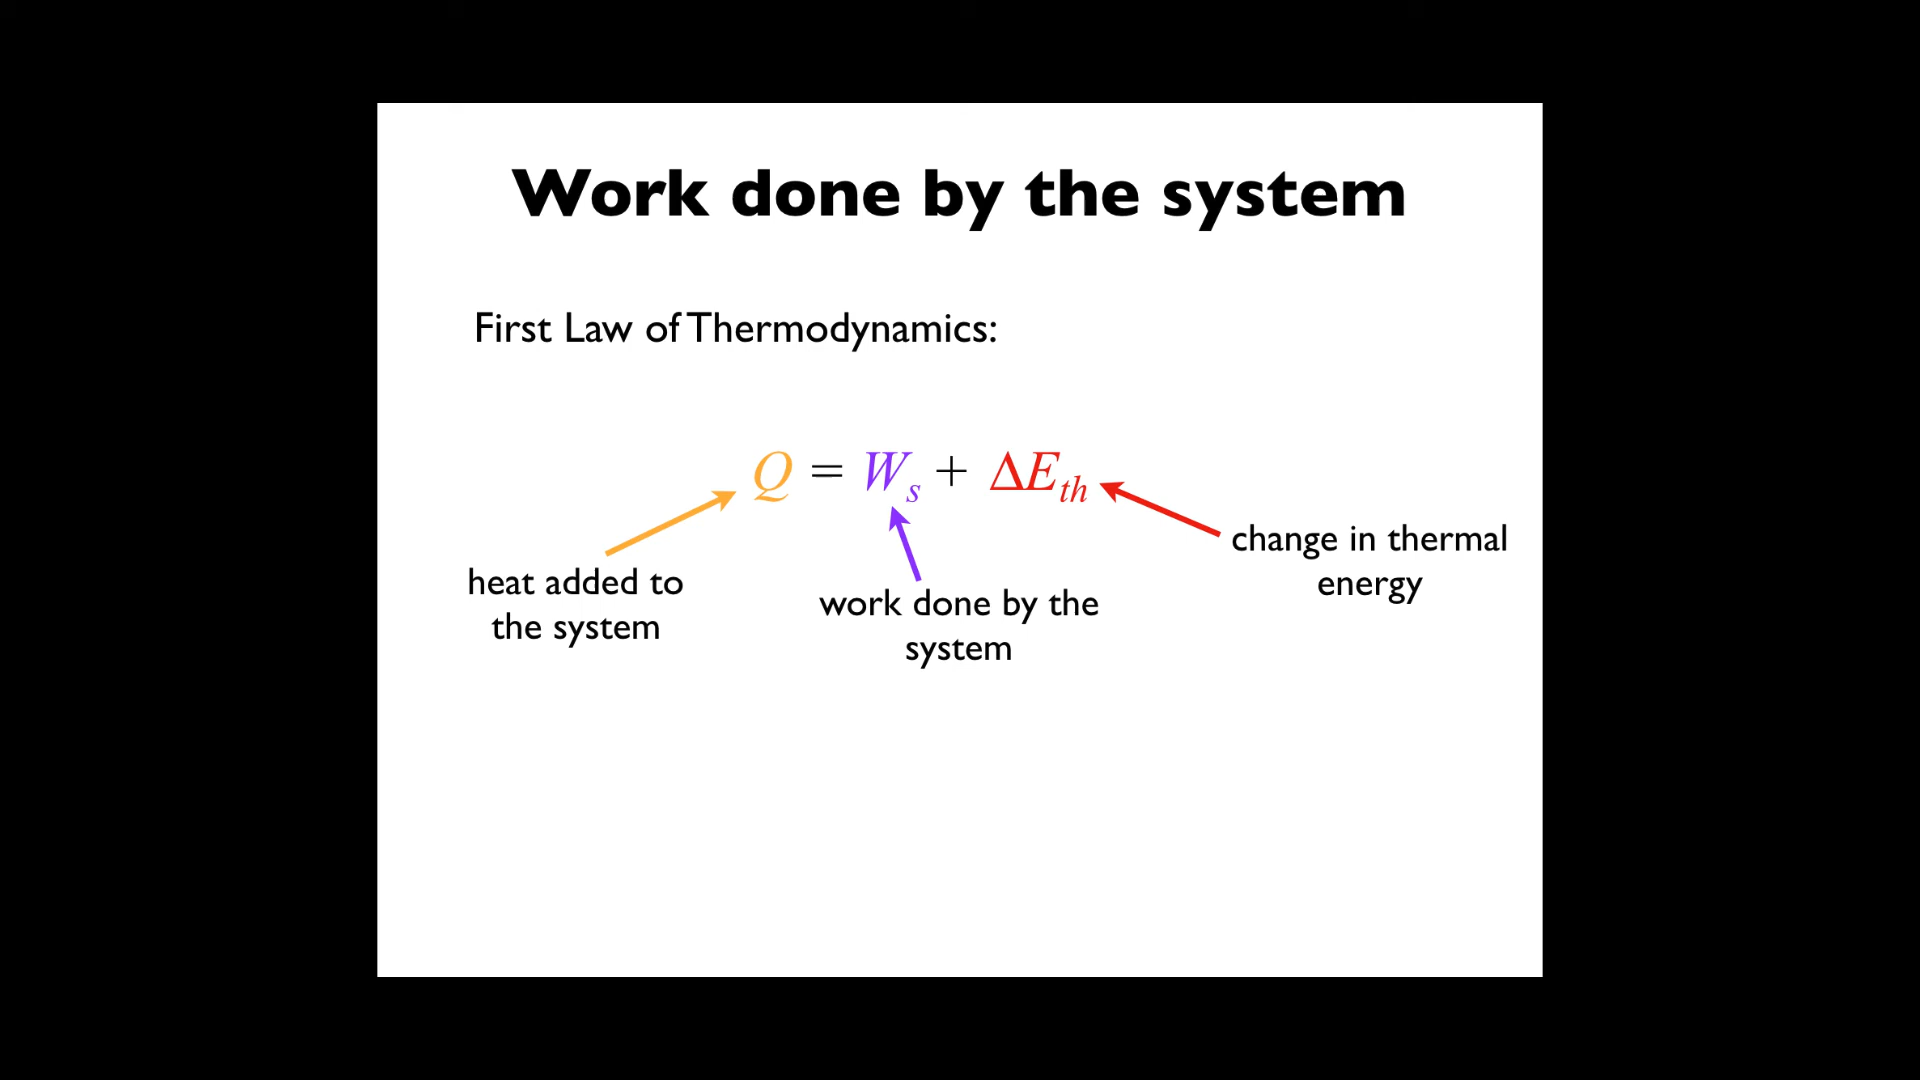 Work done by the system
First Law of Thermodynamics:
Q = Wₛ + ΔE_th
change in thermal
energy
heat added to
the system
work done by the
system